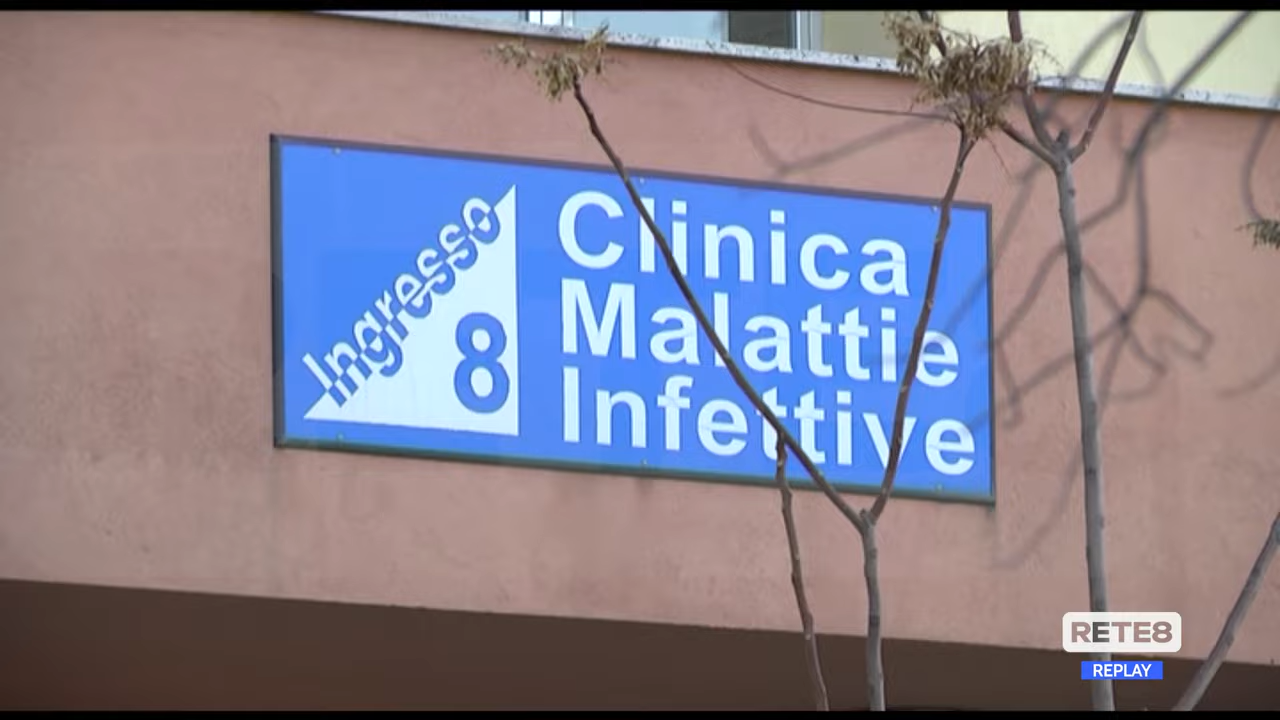 Ingresso
8
Clinica
Malattie
Infettive
RETE8
REPLAY